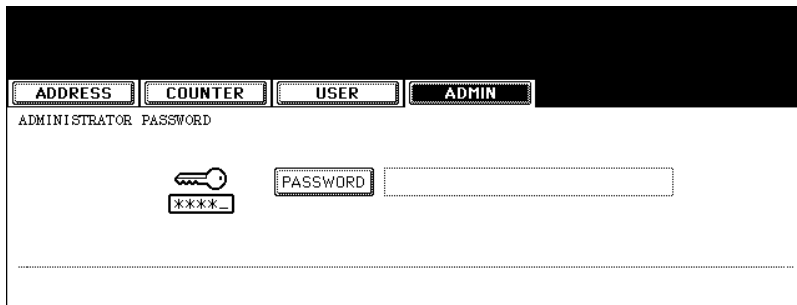 ADDRESS COUNTER USER ADMIN
ADMINISTRATOR PASSWORD
PASSWORD
****_